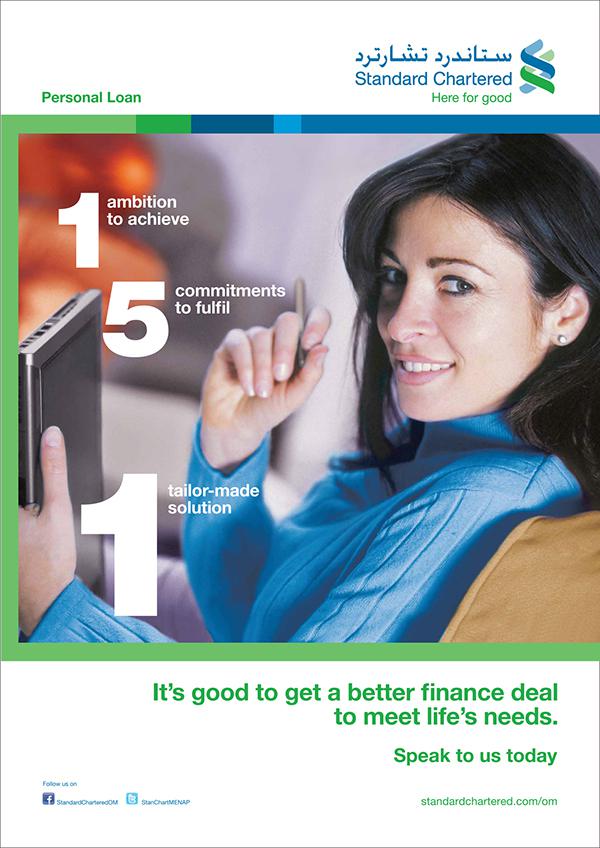 ستاندرد تشارترد
Standard Chartered
Here for good
Personal Loan
1 ambition
to achieve
5 commitments
to fulfil
1 tailor-made
solution
It's good to get a better finance deal
to meet life's needs.
Speak to us today
Follow us on
StandardCharteredOM StanChartMENAP
standardchartered.com/om